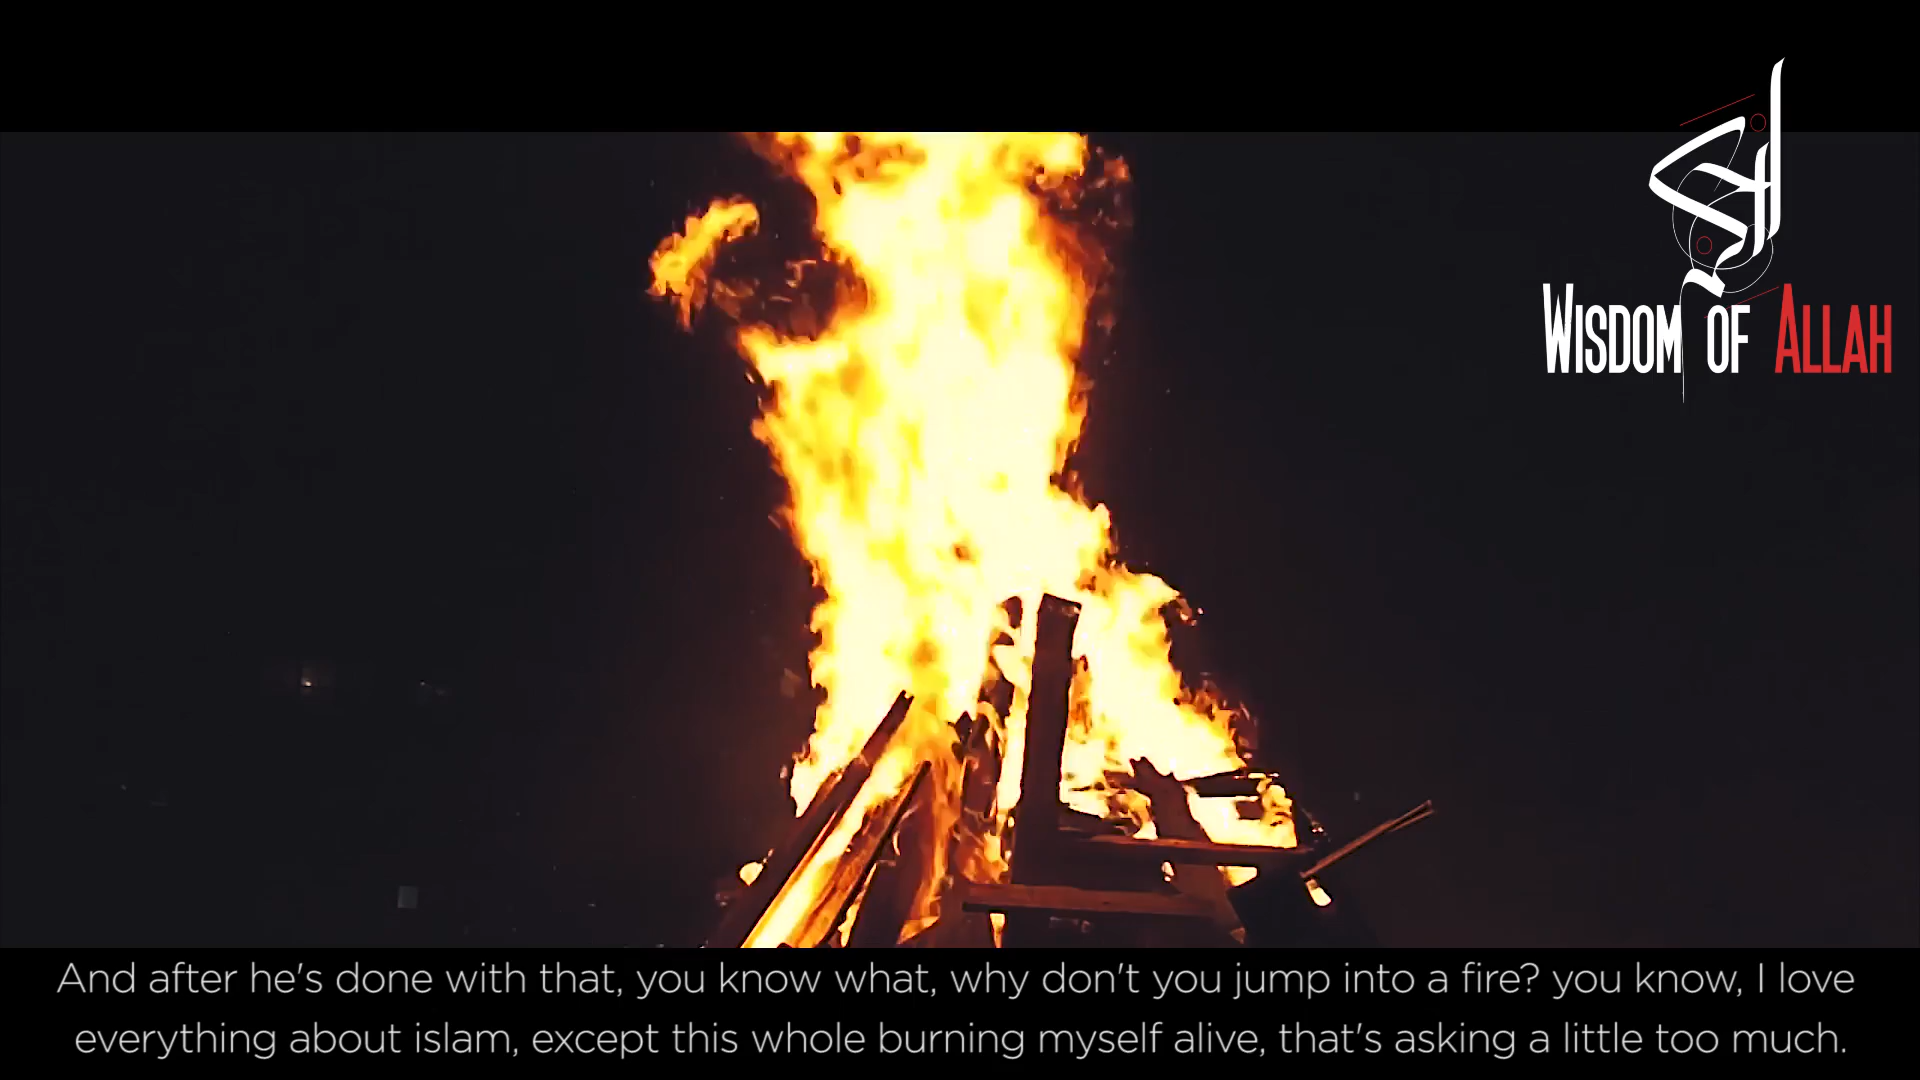 WISDOM OF ALLAH
And after he's done with that, you know what, why don't you jump into a fire? you know, I love
everything about islam, except this whole burning myself alive, that's asking a little too much.